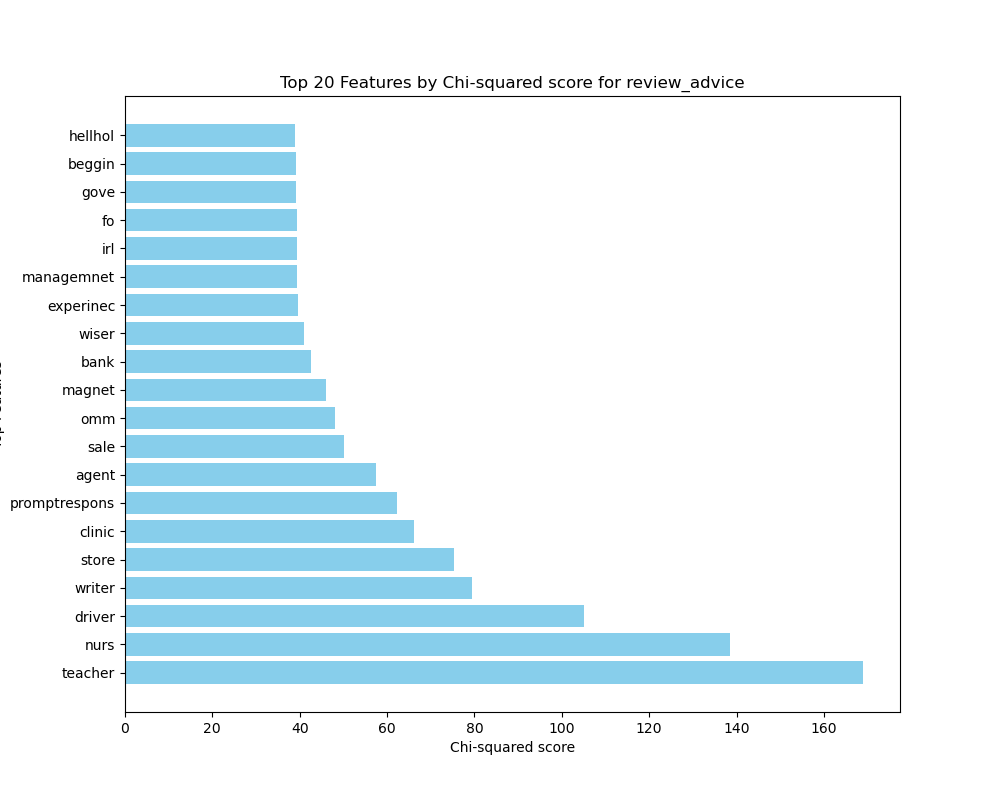 Top 20 Features by Chi-squared score for review_advice
hellhol
beggin
gove
fo
irl
managemnet
experinec
wiser
bank
magnet
omm
sale
agent
promptrespons
clinic
store
writer
driver
nurs
teacher
0 20 40 60 80 100 120 140 160
Chi-squared score